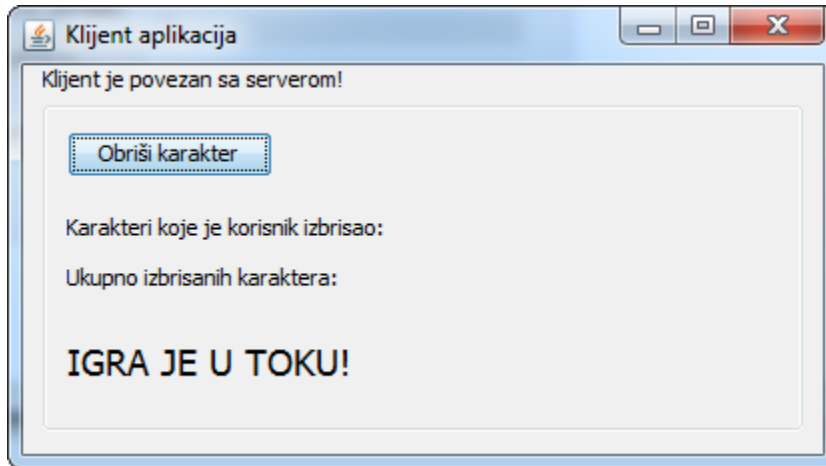 Klijent aplikacija
Klijent je povezan sa serverom!
Obriši karakter
Karakteri koje je korisnik izbrisao:
Ukupno izbrisanih karaktera:
IGRA JE U TOKU!